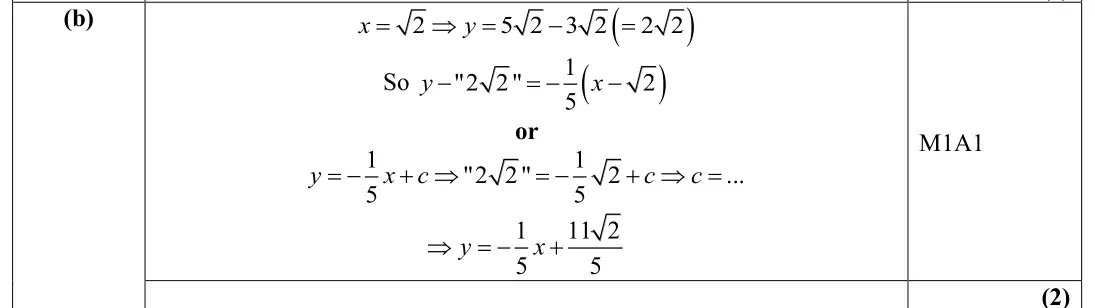 (b)
x = √2 ⇒ y = 5√2 − 3√2 (= 2√2)
So y − "2√2" = −1/5 (x − √2)
or
y = −1/5 x + c ⇒ "2√2" = −1/5 √2 + c ⇒ c = ...
⇒ y = −1/5 x + 11√2/5
M1A1
(2)